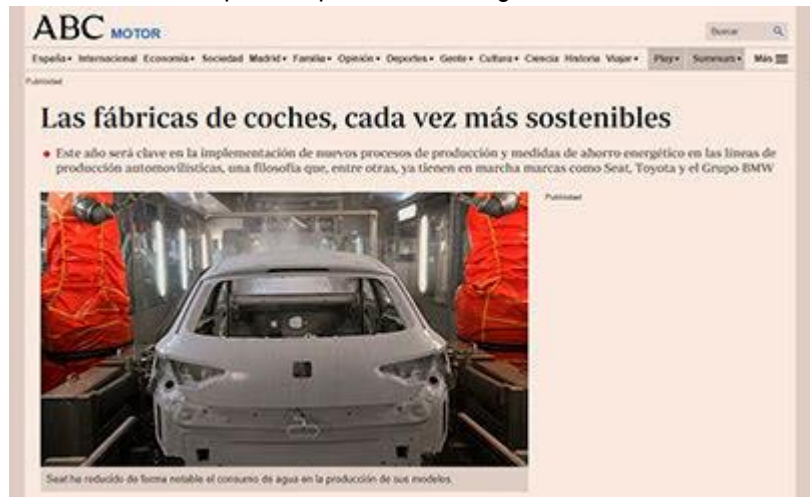 ABC MOTOR
Buscar
España Internacional Economía Sociedad Madrid Familia Opinión Deportes Gente Cultura Ciencia Historia Viajar Play Summum Más
Publicidad
Las fábricas de coches, cada vez más sostenibles
Este año será clave en la implementación de nuevos procesos de producción y medidas de ahorro energético en las líneas de
producción automovilísticas, una filosofía que, entre otras, ya tienen en marcha marcas como Seat, Toyota y el Grupo BMW
Publicidad
Seat ha reducido de forma notable el consumo de agua en la producción de sus modelos.